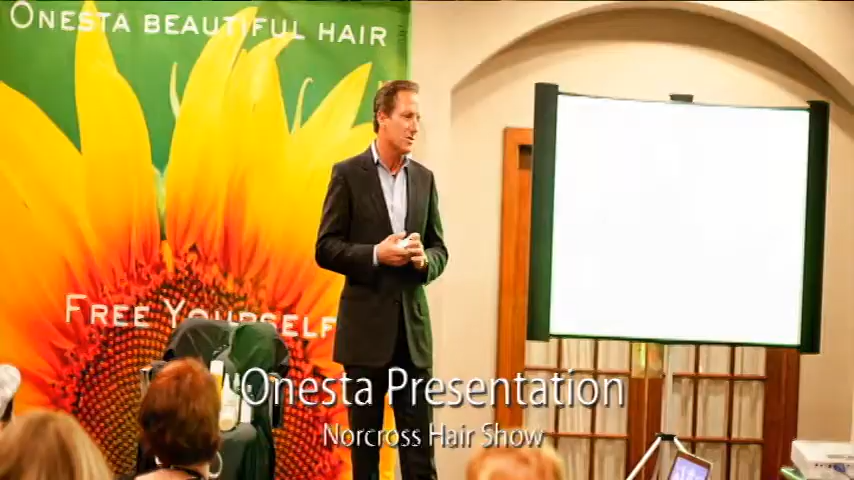 ONESTA BEAUTIFUL HAIR
FREE YOURSELF
Onesta Presentation
Norcross Hair Show